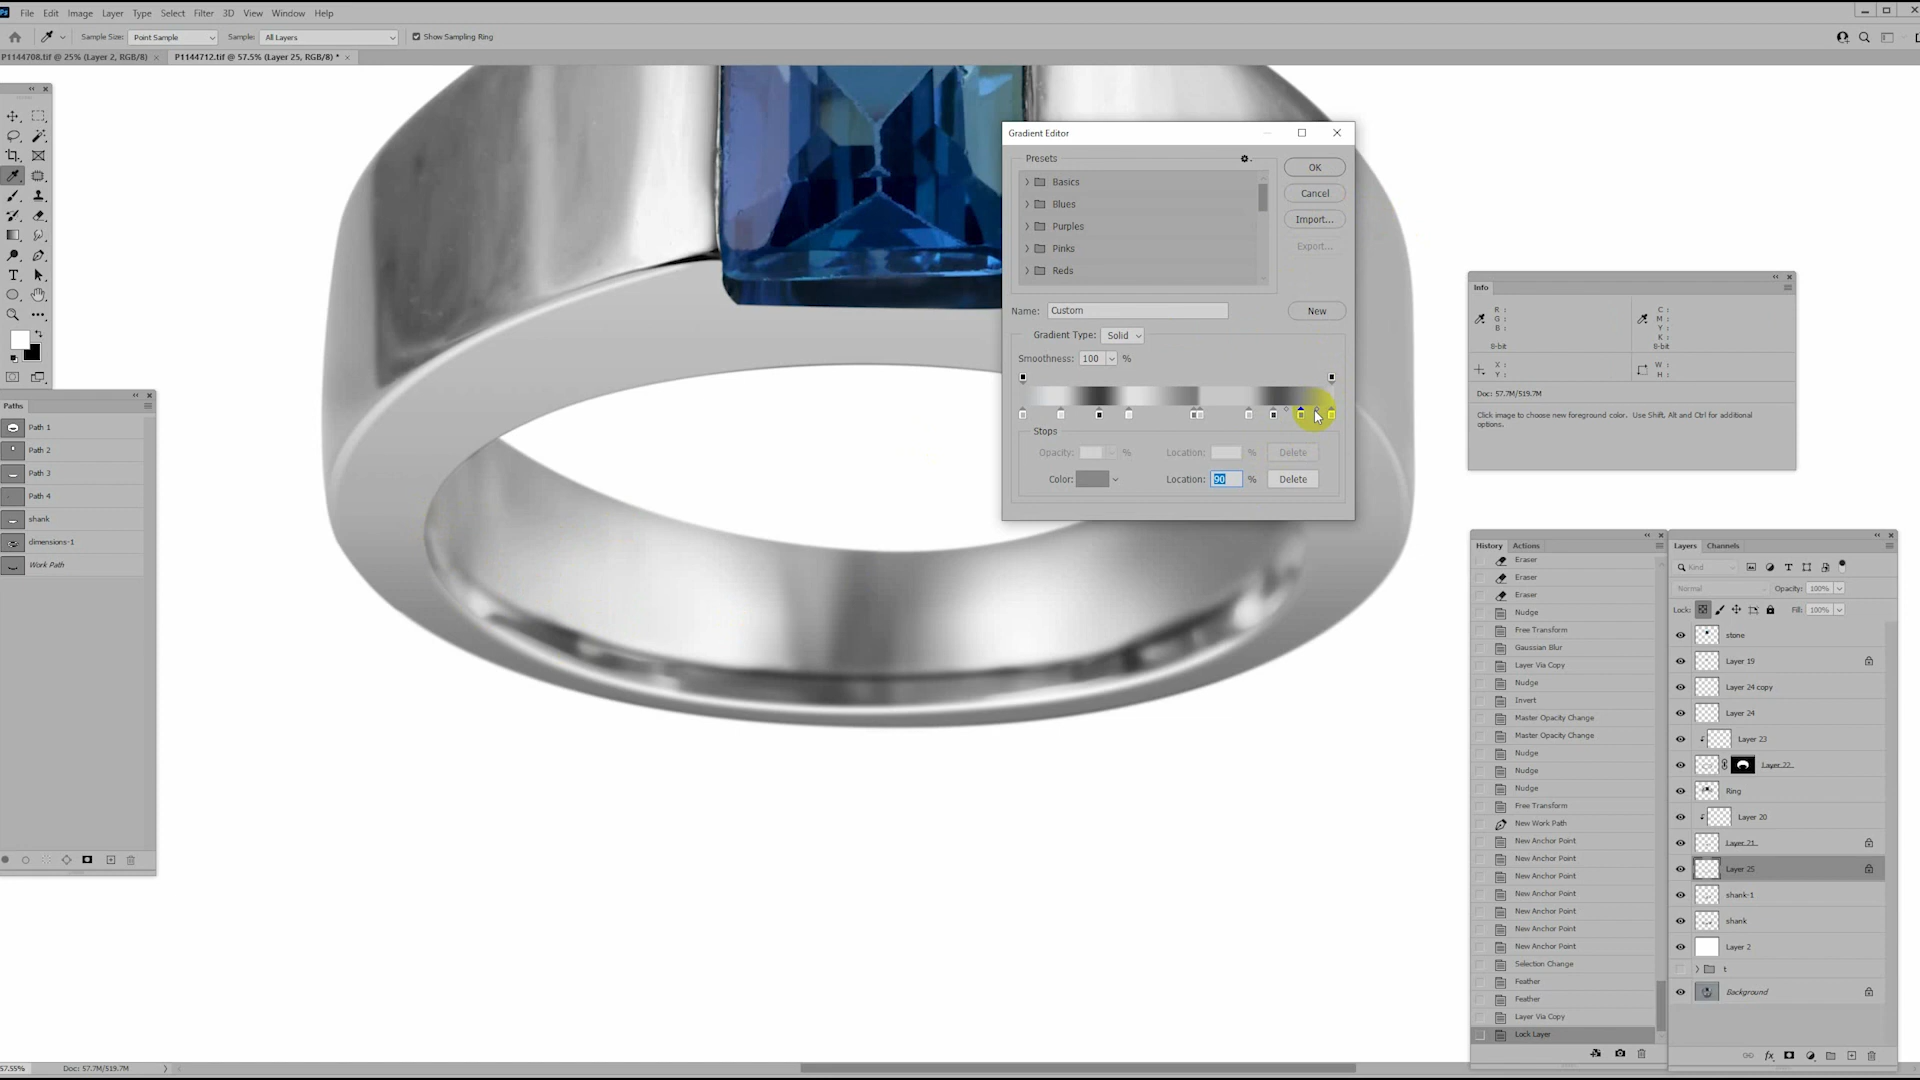 File Edit Image Layer Type Select Filter 3D View Window Help
Sample Size: Point Sample Sample: All Layers Show Sampling Ring
P1144708.tif @ 25% (Layer 2, RGB/8) × P1144712.tif @ 57.5% (Layer 25, RGB/8) * ×
Paths
Path 1
Path 2
Path 3
Path 4
shank
dimensions-1
Work Path
Gradient Editor
Presets
Basics
Blues
Purples
Pinks
Reds
OK
Cancel
Import...
Export...
Name: Custom
New
Gradient Type: Solid
Smoothness: 100 %
Stops
Opacity: % Location: % Delete
Color: Location: 90 % Delete
Info
R : C :
G : M :
B : Y :
K :
8-bit 8-bit
X : W :
Y : H :
Doc: 57.7M/519.7M
Click image to choose new foreground color. Use Shift, Alt and Ctrl for additional
options.
History Actions
Eraser
Eraser
Eraser
Nudge
Free Transform
Gaussian Blur
Layer Via Copy
Nudge
Invert
Master Opacity Change
Master Opacity Change
Nudge
Nudge
Nudge
Free Transform
New Work Path
New Anchor Point
New Anchor Point
New Anchor Point
New Anchor Point
New Anchor Point
New Anchor Point
New Anchor Point
Selection Change
Feather
Feather
Layer Via Copy
Lock Layer
Layers Channels
Kind
Normal Opacity: 100%
Lock: Fill: 100%
stone
Layer 19
Layer 24 copy
Layer 24
Layer 23
Layer 22
Ring
Layer 20
Layer 21
Layer 25
shank-1
shank
Layer 2
t
Background
57.55% Doc: 57.7M/519.7M